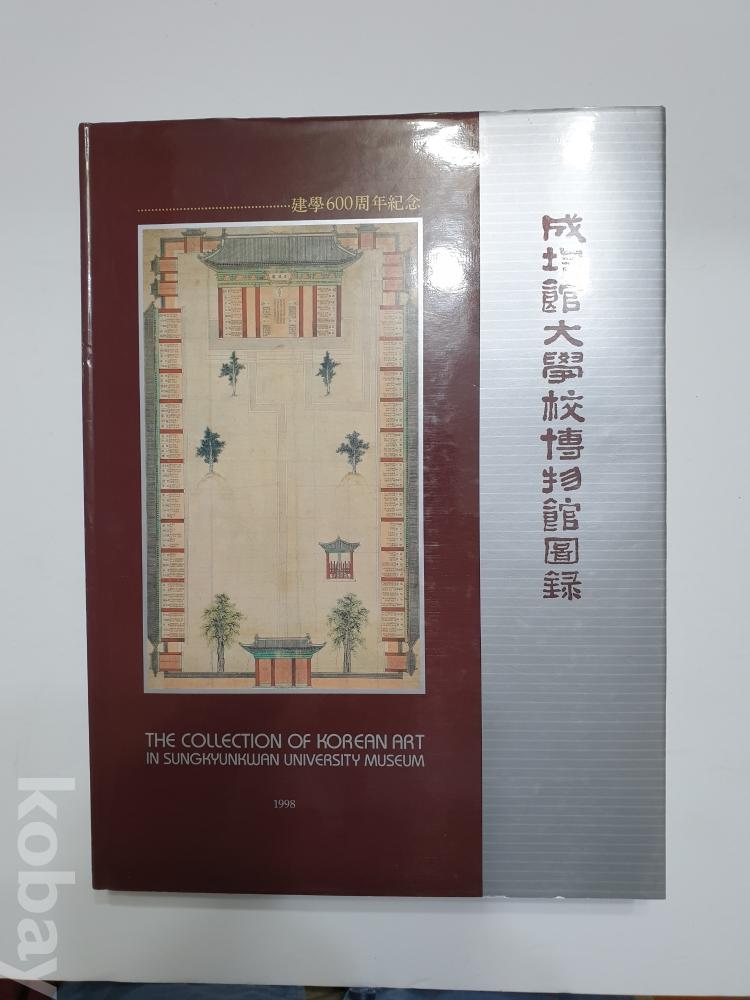 建學600周年紀念
成均館大學校博物館圖錄
THE COLLECTION OF KOREAN ART
IN SUNGKYUNKWAN UNIVERSITY MUSEUM
1998
kobay